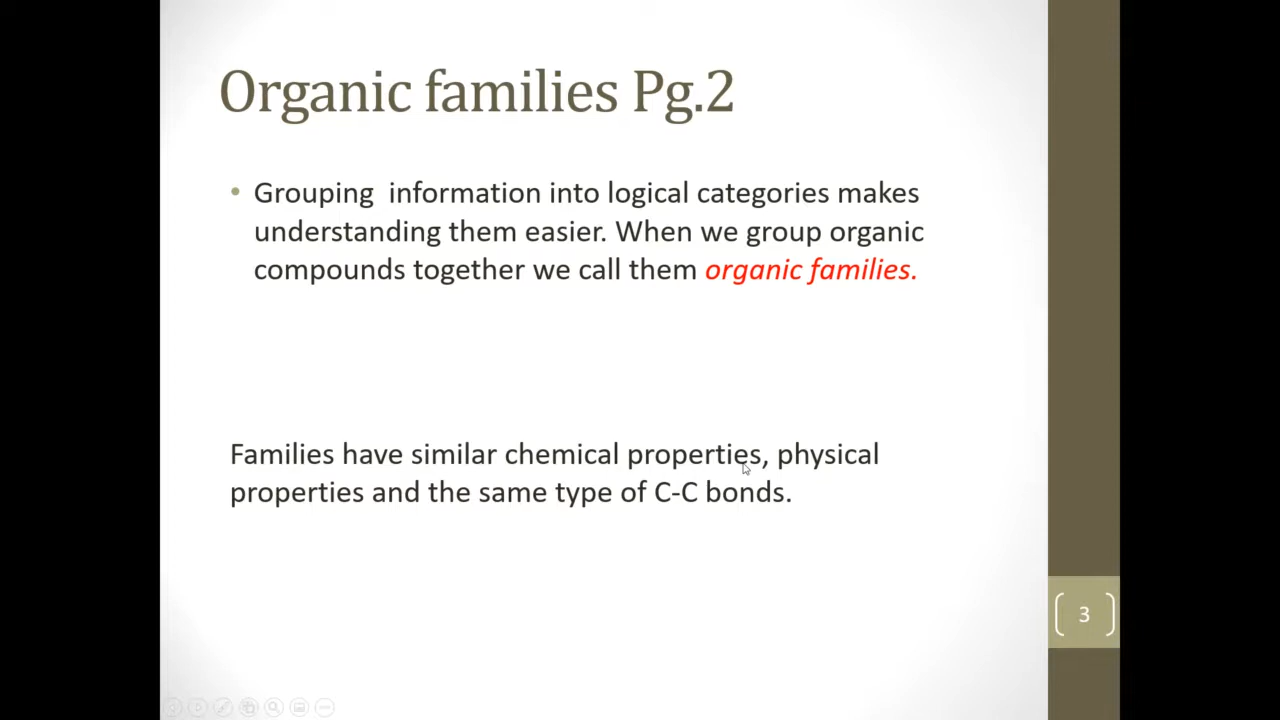 Organic families Pg.2
• Grouping  information into logical categories makes
understanding them easier. When we group organic
compounds together we call them organic families.
Families have similar chemical properties, physical
properties and the same type of C-C bonds.
3